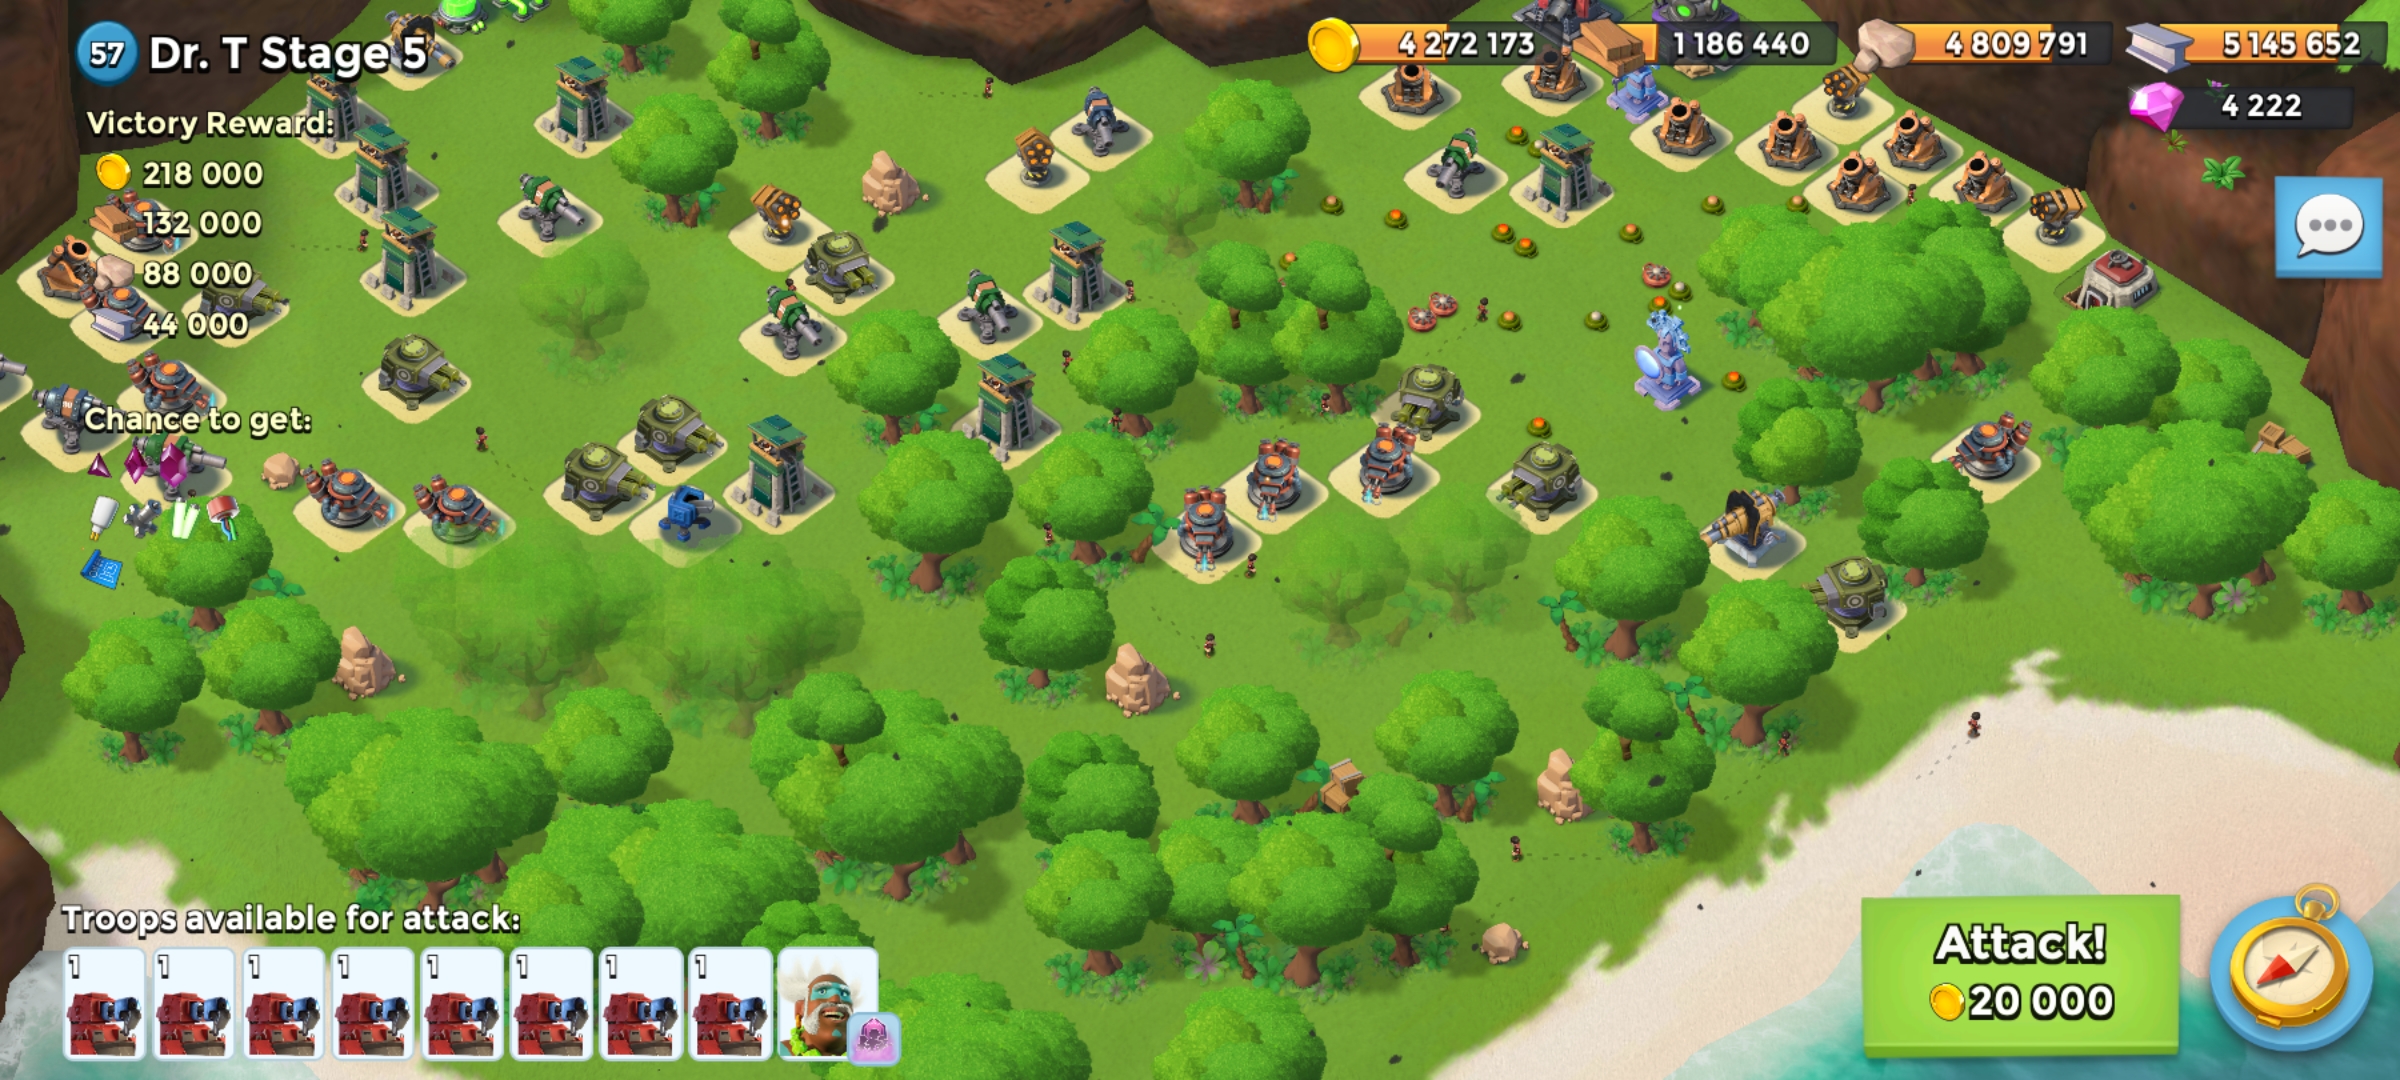 57 Dr. T Stage 5
4 272 173
1 186 440
4 809 791
5 145 652
4 222
Victory Reward:
218 000
132 000
88 000
44 000
Chance to get:
Troops available for attack:
1 1 1 1 1 1 1 1
Attack!
20 000